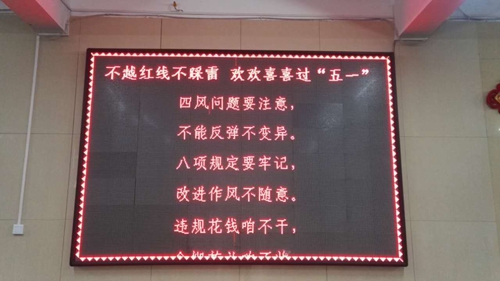 不越红线不踩雷 欢欢喜喜过“五一”
四风问题要注意，
不能反弹不变异。
八项规定要牢记，
改进作风不随意。
违规花钱咱不干，